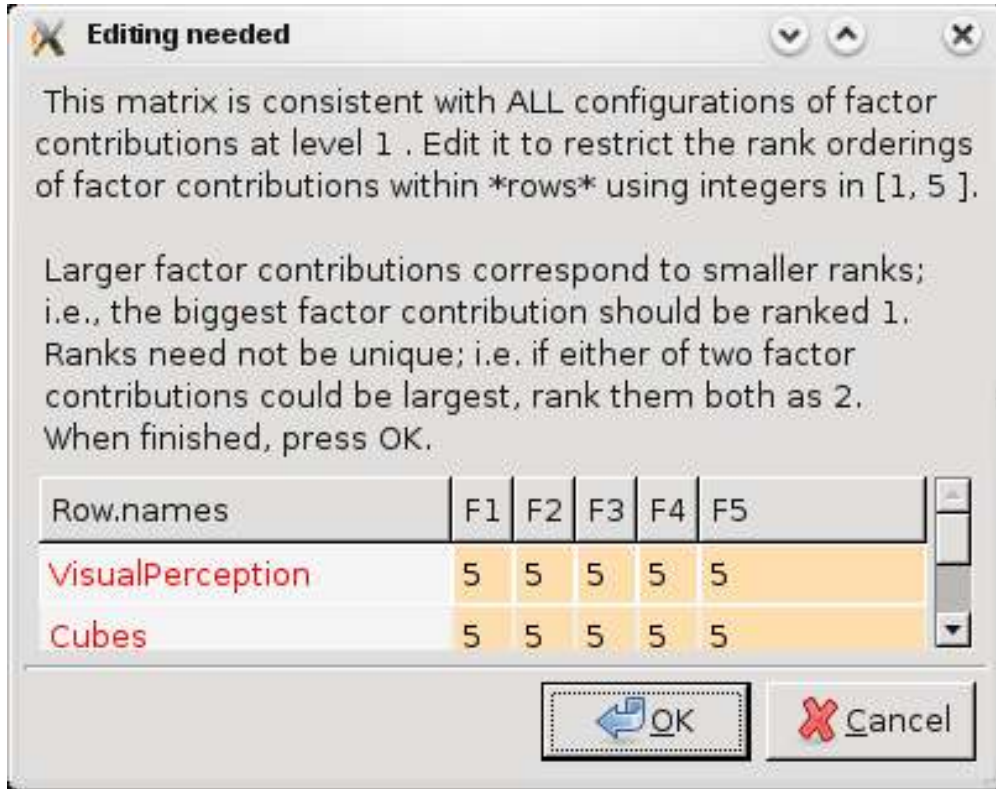 Editing needed
This matrix is consistent with ALL configurations of factor
contributions at level 1 . Edit it to restrict the rank orderings
of factor contributions within *rows* using integers in [1, 5 ].
Larger factor contributions correspond to smaller ranks;
i.e., the biggest factor contribution should be ranked 1.
Ranks need not be unique; i.e. if either of two factor
contributions could be largest, rank them both as 2.
When finished, press OK.
Row.names F1 F2 F3 F4 F5
VisualPerception 5 5 5 5 5
Cubes 5 5 5 5 5
OK Cancel